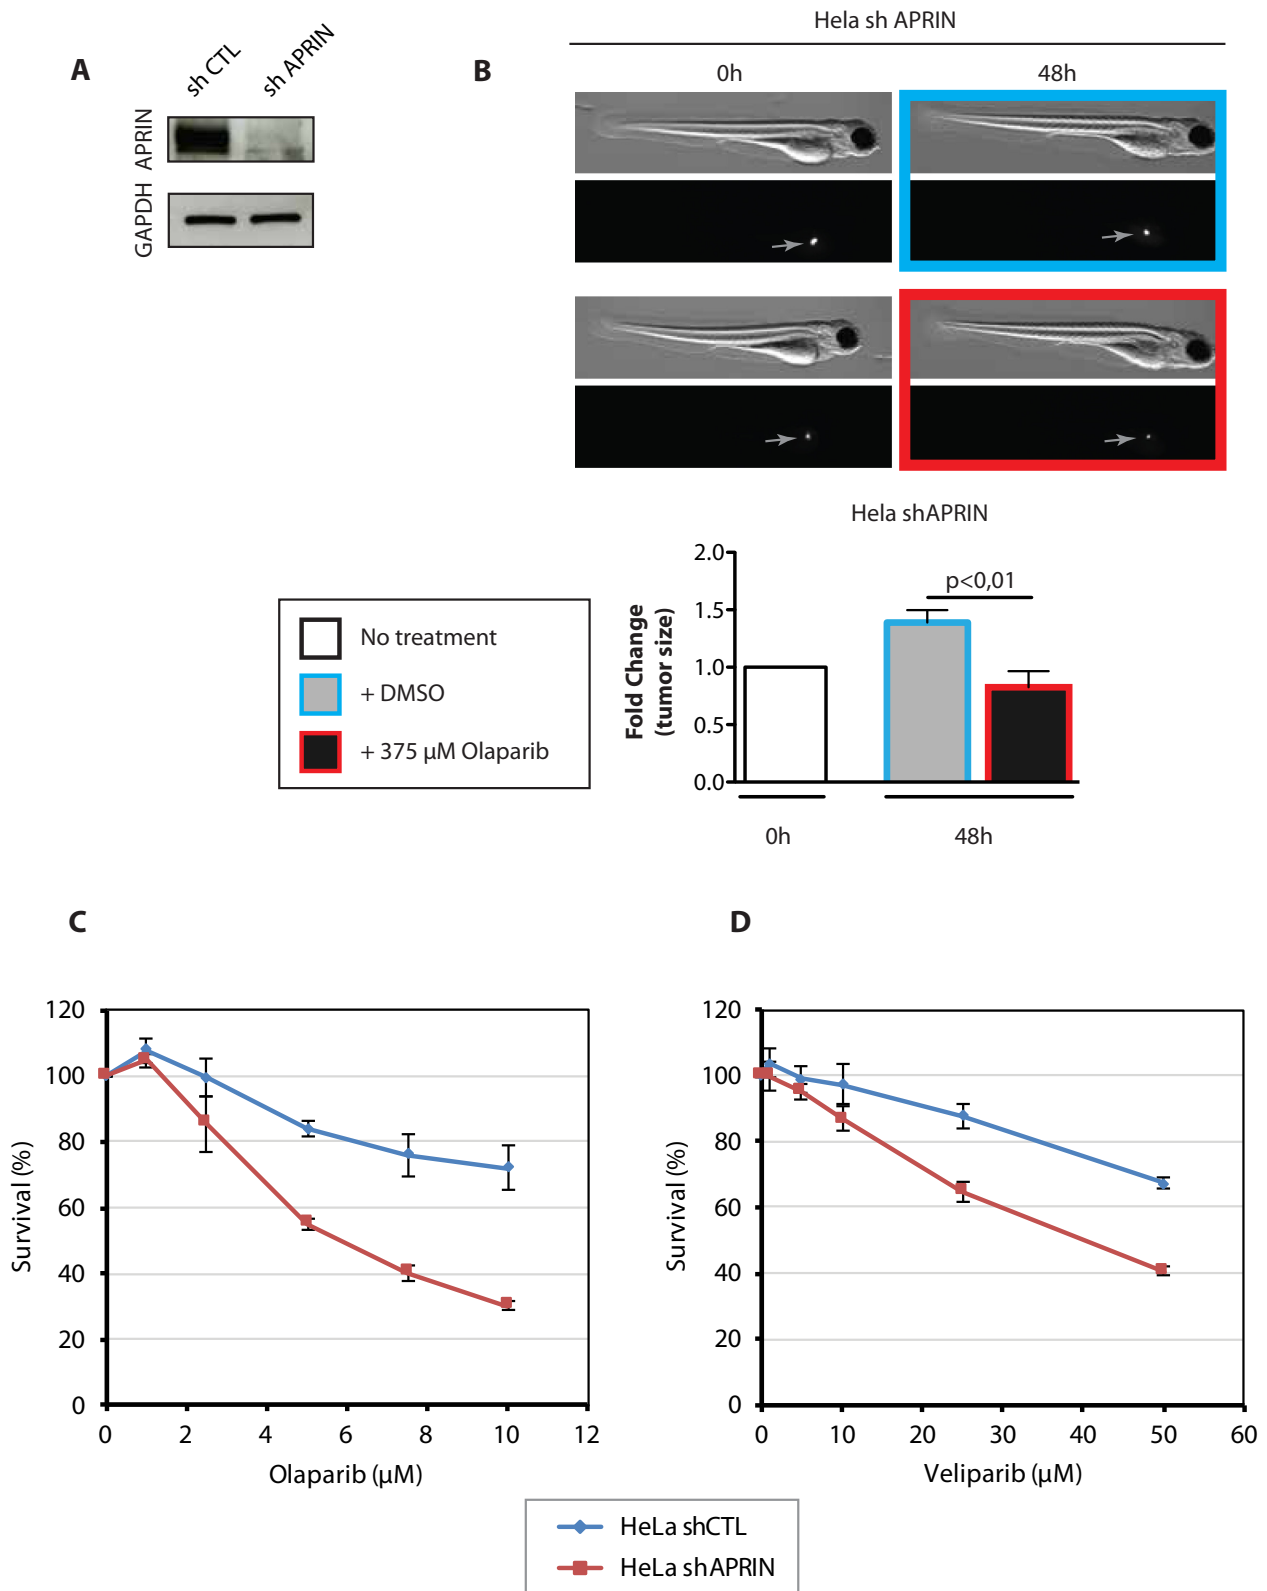 A
sh CTL
sh APRIN
APRIN
GAPDH
B
Hela sh APRIN
0h
48h
Hela shAPRIN
No treatment
+ DMSO
+ 375 µM Olaparib
Fold Change
(tumor size)
2.0
1.5
1.0
0.5
0.0
p<0,01
0h
48h
C
Survival (%)
120
100
80
60
40
20
0
0 2 4 6 8 10 12
Olaparib (µM)
D
Survival (%)
120
100
80
60
40
20
0
0 10 20 30 40 50 60
Veliparib (µM)
HeLa shCTL
HeLa shAPRIN